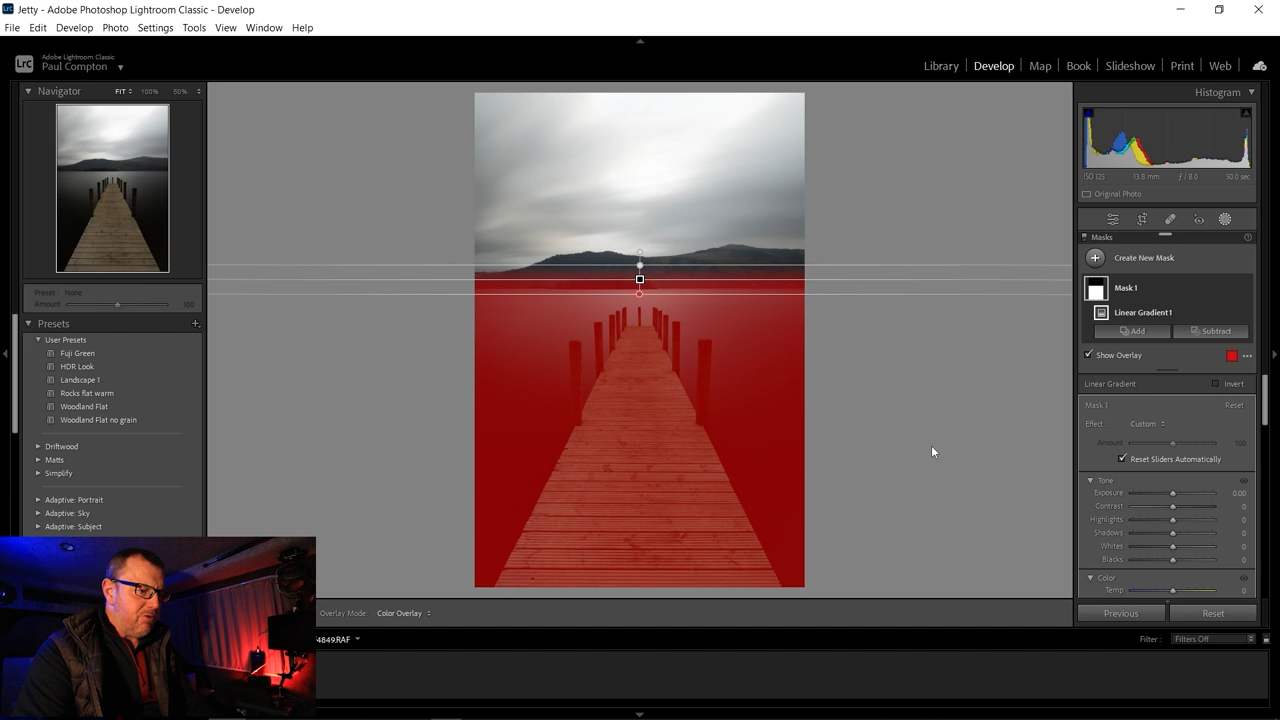 Jetty - Adobe Photoshop Lightroom Classic - Develop
File Edit Develop Photo Settings Tools View Window Help
LrC
Adobe Lightroom Classic
Paul Compton
Library | Develop | Map | Book | Slideshow | Print | Web
Navigator FIT 100% 50%
Preset : None
Amount 100
Presets +
User Presets
Fuji Green
HDR Look
Landscape 1
Rocks flat warm
Woodland Flat
Woodland Flat no grain
Driftwood
Matts
Simplify
Adaptive: Portrait
Adaptive: Sky
Adaptive: Subject
Overlay Mode: Color Overlay
4849.RAF
Histogram
ISO 125 13.8 mm ƒ / 8.0 50.0 sec
Original Photo
Masks
Create New Mask
Mask 1
Linear Gradient 1
Add Subtract
Show Overlay
Linear Gradient Invert
Mask 1 Reset
Effect : Custom
Amount 100
Reset Sliders Automatically
Tone
Exposure 0.00
Contrast 0
Highlights 0
Shadows 0
Whites 0
Blacks 0
Color
Temp 0
Previous Reset
Filter : Filters Off